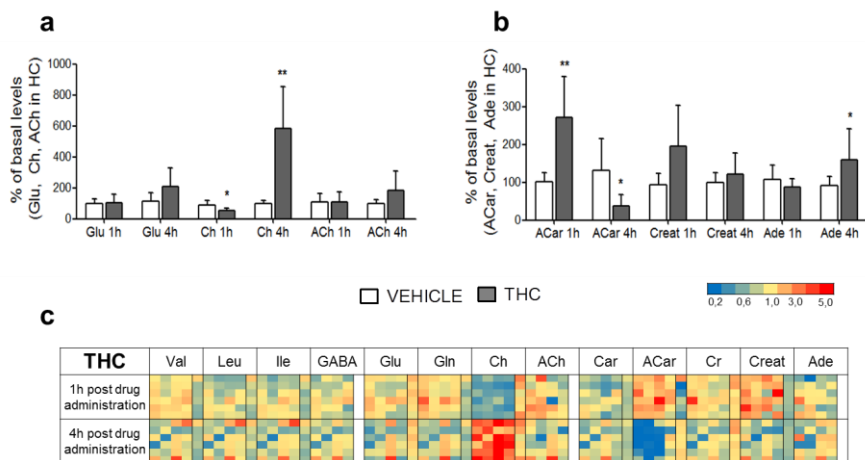 a
% of basal levels
(Glu, Ch, ACh in HC)
1000
800
600
400
200
0
*
**
Glu 1h Glu 4h Ch 1h Ch 4h ACh 1h ACh 4h
b
% of basal levels
(ACar, Creat, Ade in HC)
400
300
200
100
0
**
*
*
ACar 1h ACar 4h Creat 1h Creat 4h Ade 1h Ade 4h
VEHICLE THC
0,2 0,6 1,0 3,0 5,0
c
THC Val Leu Ile GABA Glu Gln Ch ACh Car ACar Cr Creat Ade
1h post drug
administration
4h post drug
administration